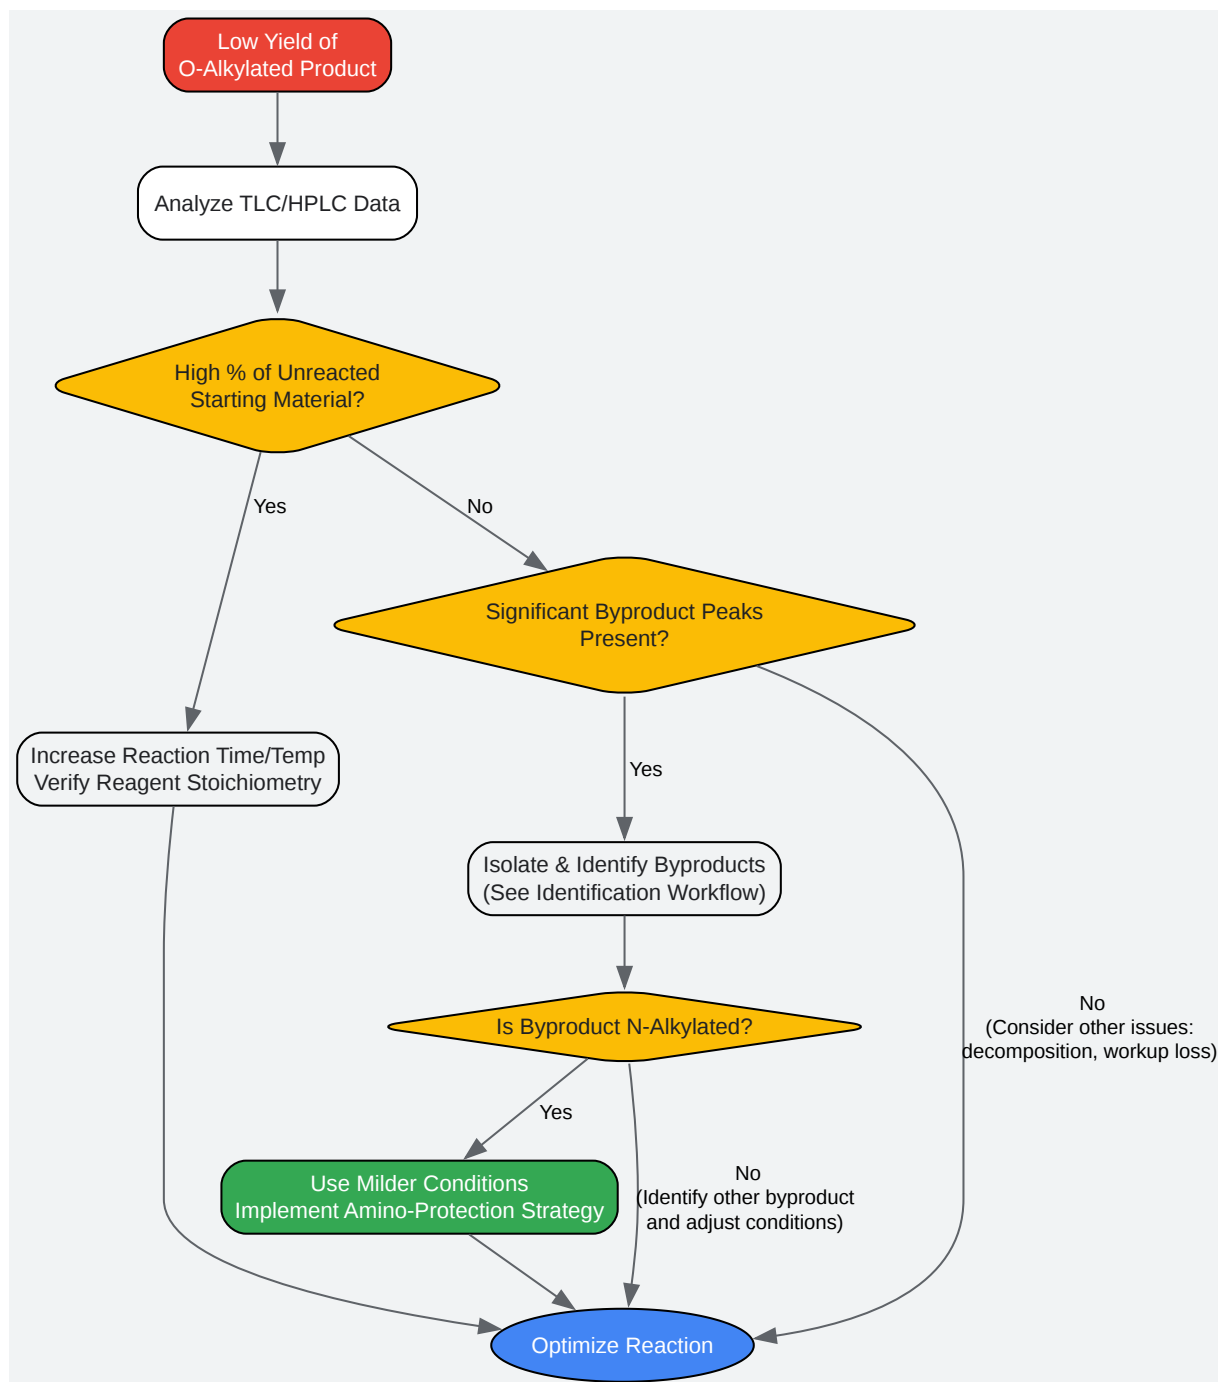 Low Yield of
O-Alkylated Product
Analyze TLC/HPLC Data
High % of Unreacted
Starting Material?
Yes
No
Significant Byproduct Peaks
Present?
Increase Reaction Time/Temp
Verify Reagent Stoichiometry
Yes
Isolate & Identify Byproducts
(See Identification Workflow)
No
(Consider other issues:
decomposition, workup loss)
Is Byproduct N-Alkylated?
Yes
Use Milder Conditions
Implement Amino-Protection Strategy
No
(Identify other byproduct
and adjust conditions)
Optimize Reaction